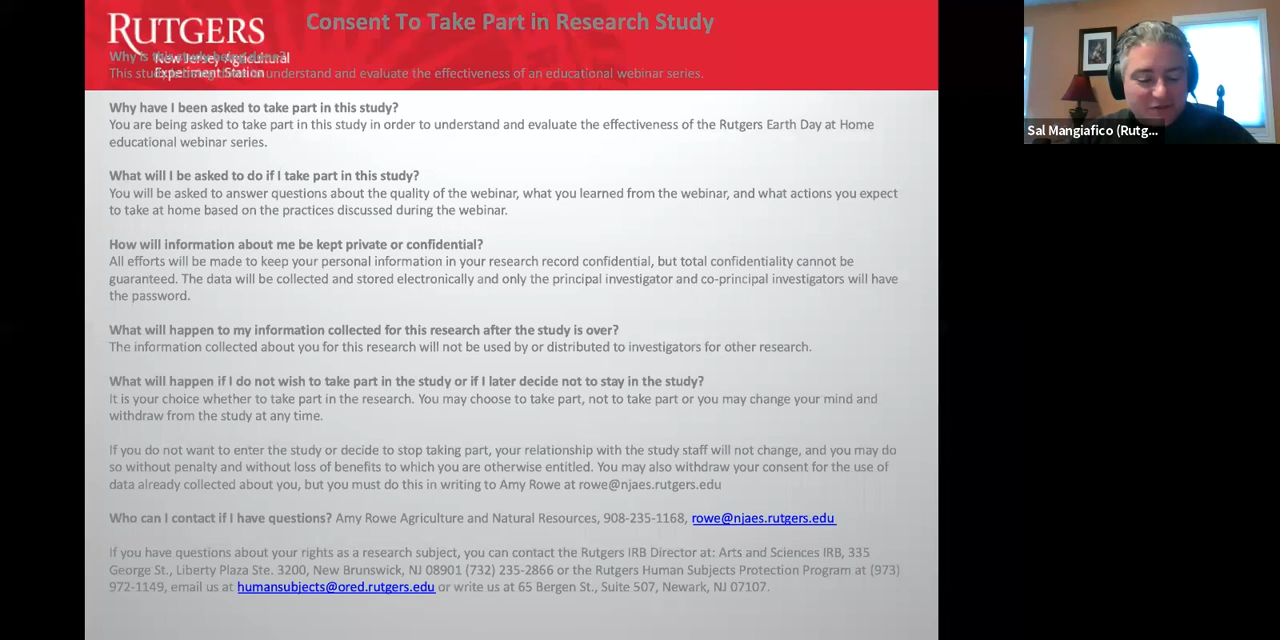 Consent To Take Part in Research Study
RUTGERS
New Jersey Agricultural
Experiment Station
Why is this study being done?
This study understand and evaluate the effectiveness of an educational webinar series.
Why have I been asked to take part in this study?
You are being asked to take part in this study in order to understand and evaluate the effectiveness of the Rutgers Earth Day at Home
educational webinar series.
What will I be asked to do if I take part in this study?
You will be asked to answer questions about the quality of the webinar, what you learned from the webinar, and what actions you expect
to take at home based on the practices discussed during the webinar.
How will information about me be kept private or confidential?
All efforts will be made to keep your personal information in your research record confidential, but total confidentiality cannot be
guaranteed. The data will be collected and stored electronically and only the principal investigator and co-principal investigators will have
the password.
What will happen to my information collected for this research after the study is over?
The information collected about you for this research will not be used by or distributed to investigators for other research.
What will happen if I do not wish to take part in the study or if I later decide not to stay in the study?
It is your choice whether to take part in the research. You may choose to take part, not to take part or you may change your mind and
withdraw from the study at any time.
If you do not want to enter the study or decide to stop taking part, your relationship with the study staff will not change, and you may do
so without penalty and without loss of benefits to which you are otherwise entitled. You may also withdraw your consent for the use of
data already collected about you, but you must do this in writing to Amy Rowe at rowe@njaes.rutgers.edu
Who can I contact if I have questions? Amy Rowe Agriculture and Natural Resources, 908-235-1168, rowe@njaes.rutgers.edu
If you have questions about your rights as a research subject, you can contact the Rutgers IRB Director at: Arts and Sciences IRB, 335
George St., Liberty Plaza Ste. 3200, New Brunswick, NJ 08901 (732) 235-2866 or the Rutgers Human Subjects Protection Program at (973)
972-1149, email us at humansubjects@ored.rutgers.edu or write us at 65 Bergen St., Suite 507, Newark, NJ 07107.
Sal Mangiafico (Rutg...